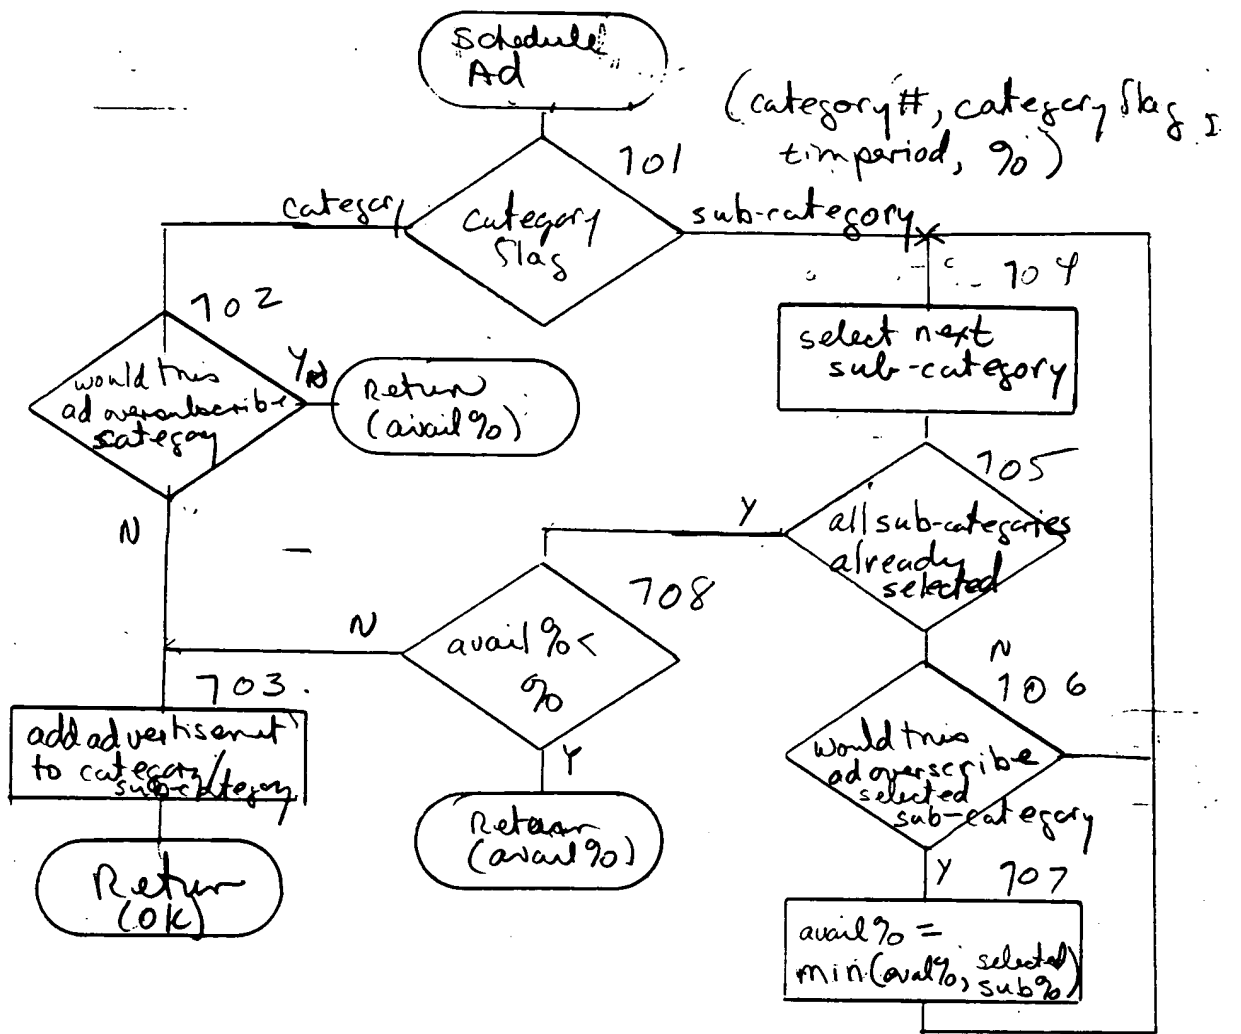 "Schedule"
Ad
(category#, category flag,
timperiod, %)
701
category
flag
category
sub-category
702
would this
ad oversubscribe
category
Y
Return
(avail %)
N
704
select next
sub-category
705
all sub-categories
already
selected
Y
N
708
avail % <
%
N
Y
Return
(avail %)
703.
add advertisement
to category/
sub-category
Return
(OK)
706
would this
ad overscribe
selected
sub-category
Y
707
avail % =
min(avail%, selected
sub %)